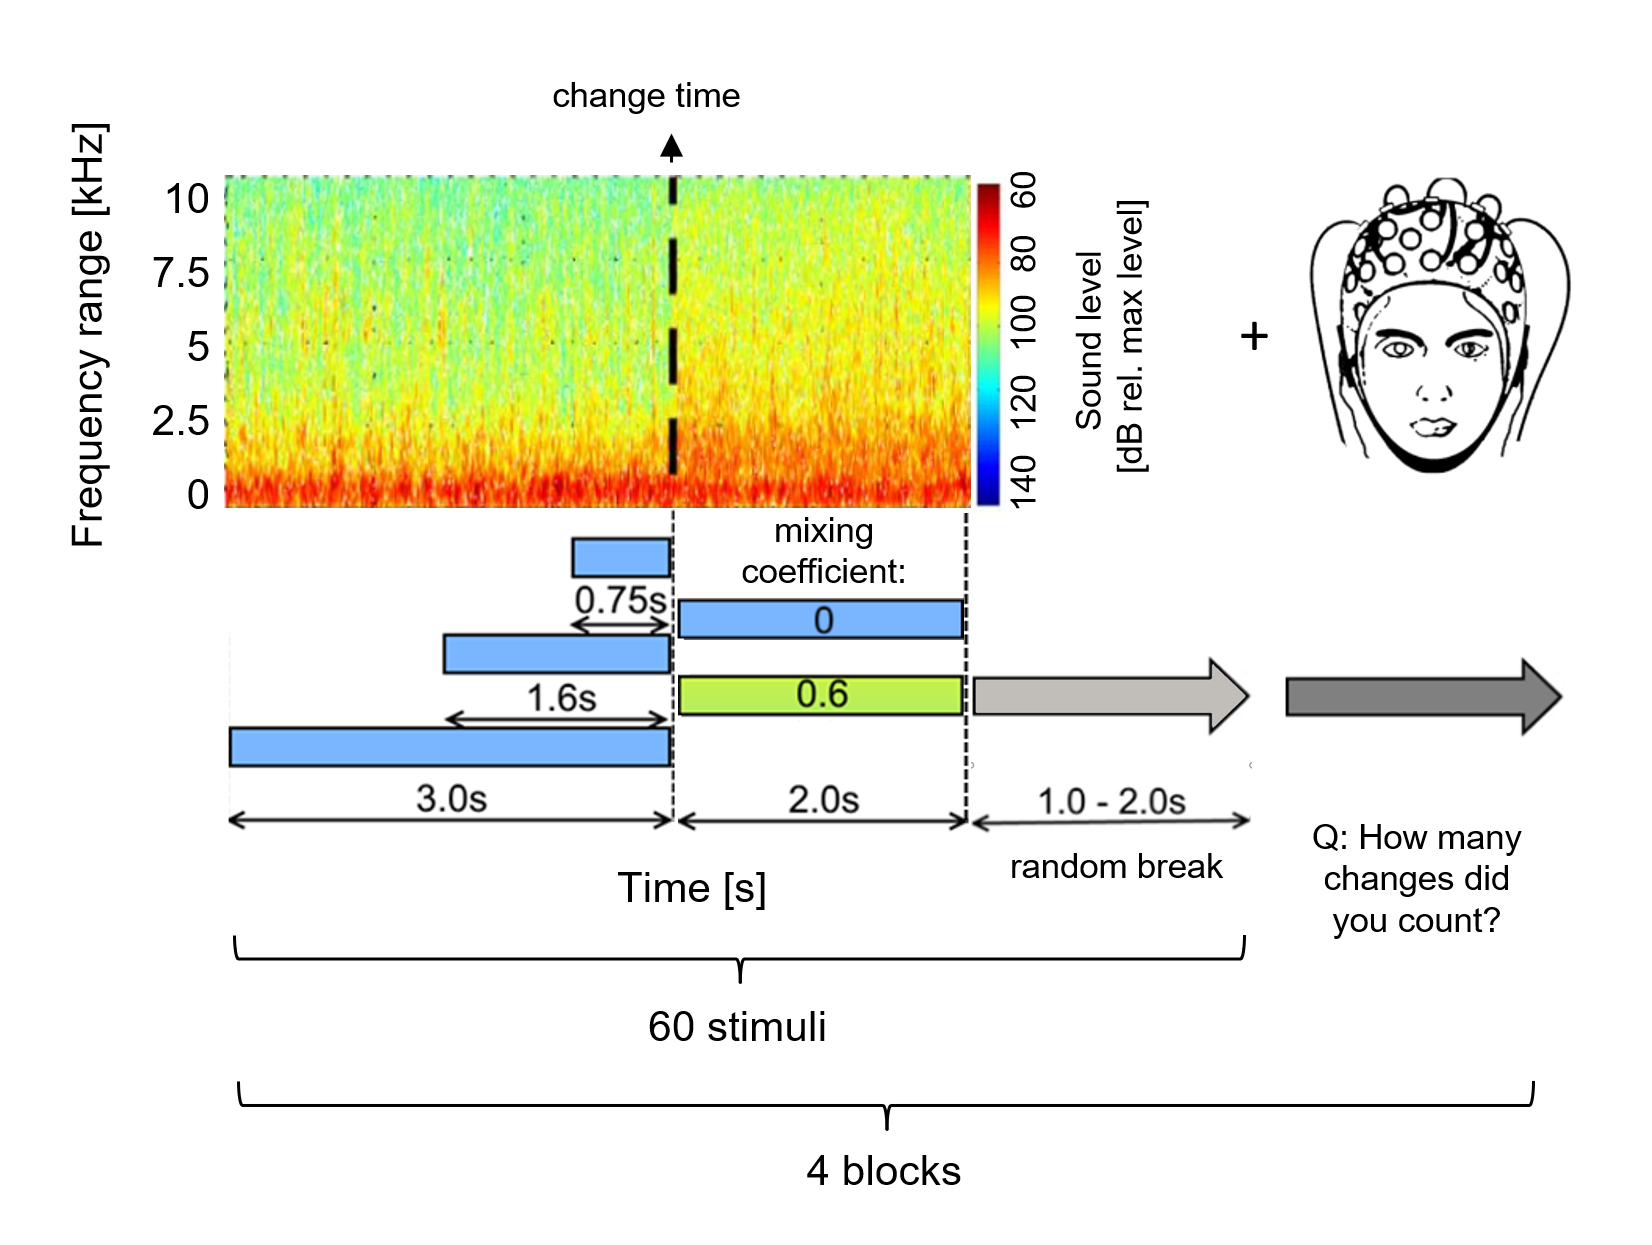 change time
Frequency range [kHz]
10
7.5
5
2.5
0
60
80
100
120
140
Sound level
[dB rel. max level]
+
mixing
coefficient:
0.75s
0
1.6s
0.6
3.0s
2.0s
1.0 - 2.0s
random break
Time [s]
Q: How many
changes did
you count?
60 stimuli
4 blocks